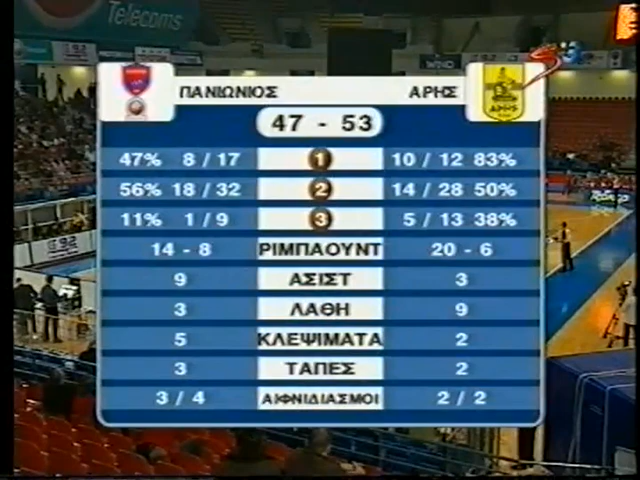 Telecoms
ΠΑΝΙΩΝΙΟΣ ΑΡΗΣ
ΑΡΗΣ
S3
47 - 53
47% 8 / 17 1 10 / 12 83%
56% 18 / 32 2 14 / 28 50%
11% 1 / 9 3 5 / 13 38%
14 - 8 ΡΙΜΠΑΟΥΝΤ 20 - 6
9 ΑΣΙΣΤ 3
3 ΛΑΘΗ 9
5 ΚΛΕΨΙΜΑΤΑ 2
3 ΤΑΠΕΣ 2
3 / 4 ΑΙΦΝΙΔΙΑΣΜΟΙ 2 / 2